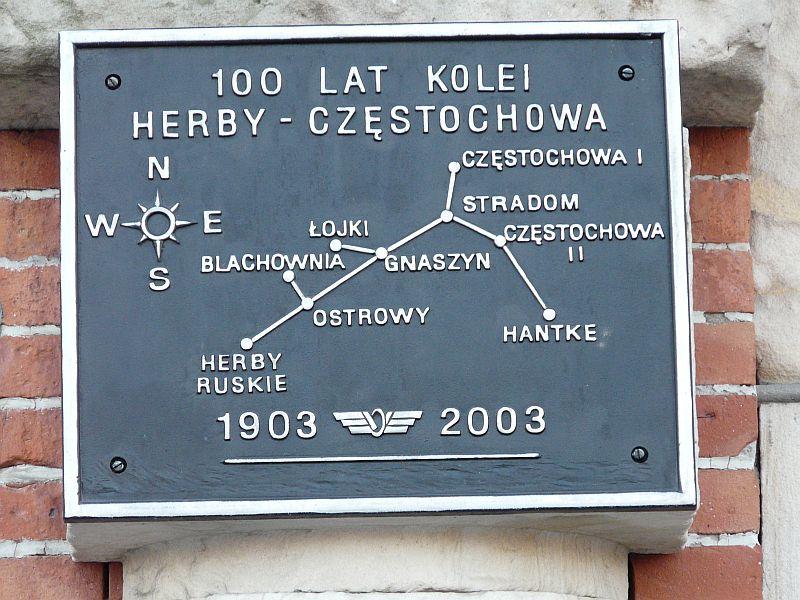 100 LAT KOLEI
HERBY - CZĘSTOCHOWA
N
W E
S
CZĘSTOCHOWA I
STRADOM
CZĘSTOCHOWA
II
ŁOJKI
GNASZYN
BLACHOWNIA
OSTROWY
HANTKE
HERBY
RUSKIE
1903 2003